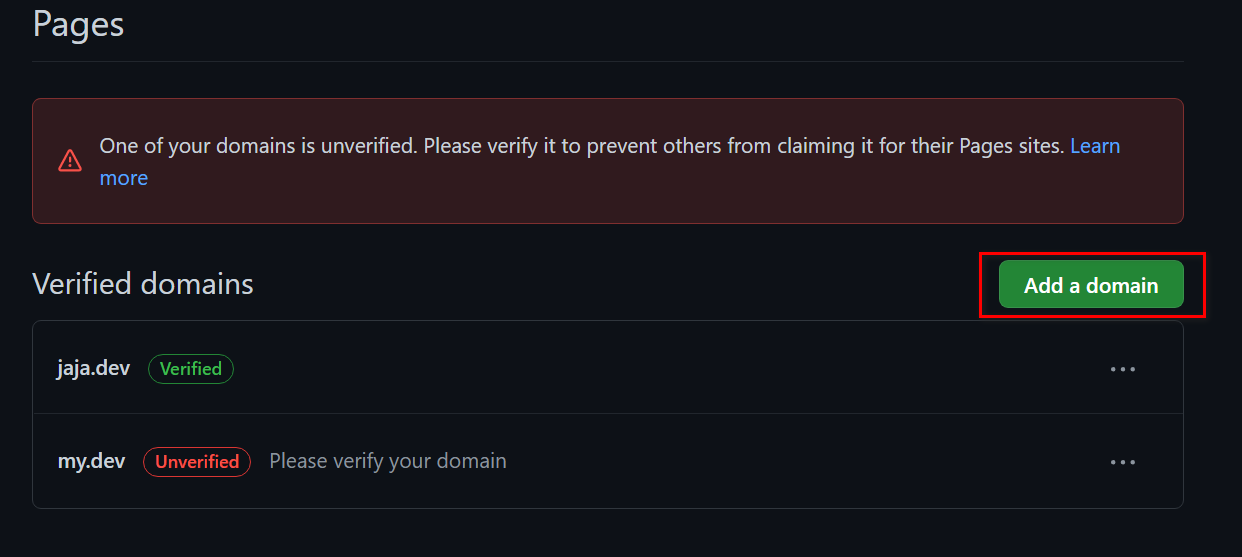 Pages
One of your domains is unverified. Please verify it to prevent others from claiming it for their Pages sites. Learn
more
Verified domains
Add a domain
jaja.dev Verified
my.dev Unverified Please verify your domain